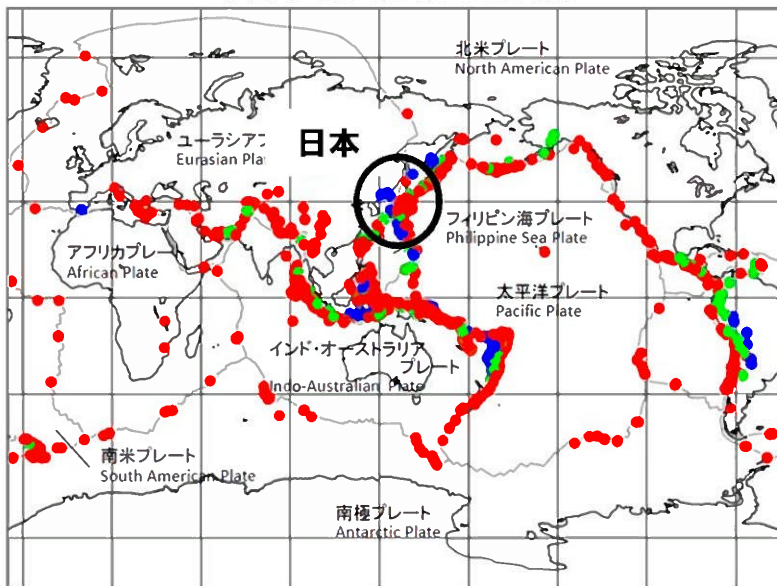 北米プレート
North American Plate
日本
ユーラシアプ
Eurasian Pla
フィリピン海プレート
Philippine Sea Plate
アフリカプレート
African Plate
太平洋プレート
Pacific Plate
インド・オーストラリア
プレート
Indo-Australian Plate
南米プレート
South American Plate
南極プレート
Antarctic Plate